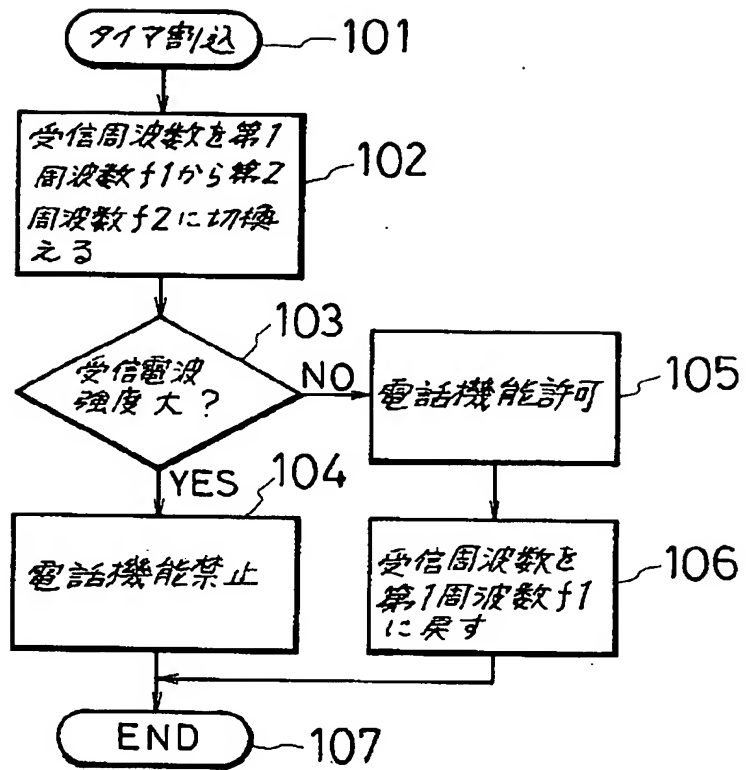 タイマ割込
101
受信周波数を第1
周波数f1から第2
周波数f2に切換
える
102
103
受信電波
強度大?
NO
電話機能許可
105
YES
104
電話機能禁止
受信周波数を
第1周波数f1
に戻す
106
END
107